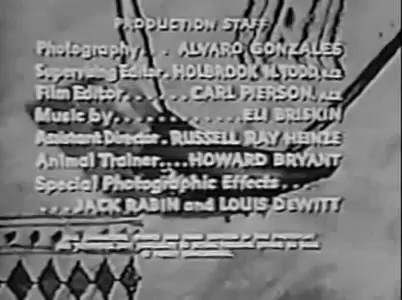 PRODUCTION STAFF
Photography... ALVARO GONZALES
Supervising Editor. HOLBROOK N. TODD, A.C.E.
Film Editor...... CARL PIERSON, A.C.E.
Music by............ ELI BRISKIN
Assistant Director. RUSSELL RAY HEINZE
Animal Trainer.... HOWARD BRYANT
Special Photographic Effects...
...JACK RABIN and LOUIS DEWITT